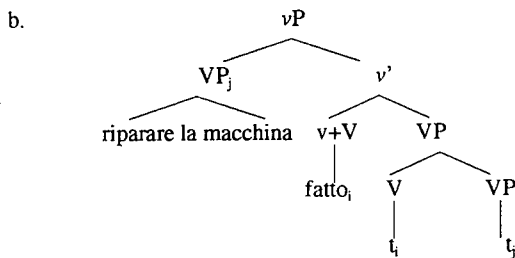 b.
vP
VPj v'
riparare la macchina v+V VP
fattoi V VP
ti tj